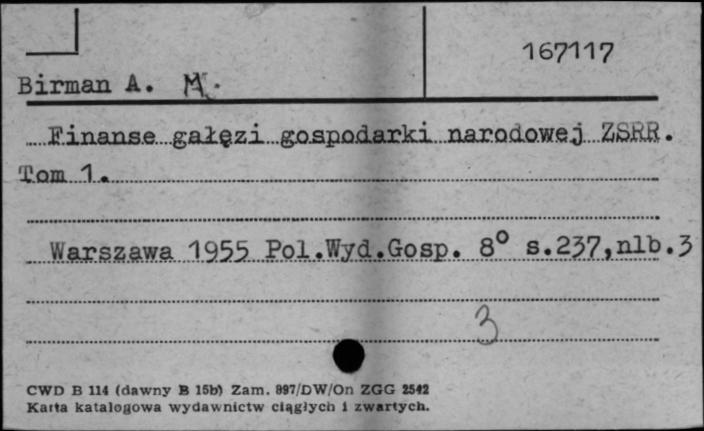 167117
Birman A. M.
Finanse gałęzi gospodarki narodowej ZSRR.
Tom 1.
Warszawa 1955 Pol.Wyd.Gosp. 8° s.237,nlb.3
3
CWD B 114 (dawny B 15b) Zam. 897/DW/On ZGG 2542
Karta katalogowa wydawnictw ciągłych i zwartych.